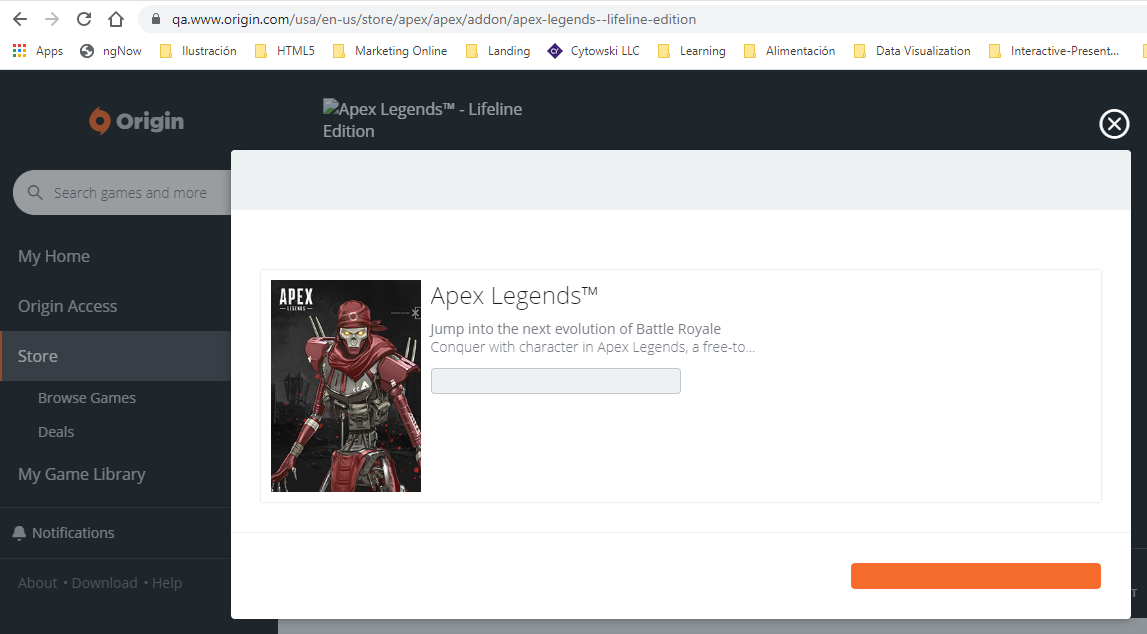 qa.www.origin.com/usa/en-us/store/apex/apex/addon/apex-legends--lifeline-edition
Apps ngNow Ilustración HTML5 Marketing Online Landing Cytowski LLC Learning Alimentación Data Visualization Interactive-Present...
Origin
Apex Legends™ - Lifeline
Edition
Search games and more
My Home
Origin Access
Store
Browse Games
Deals
My Game Library
Notifications
About • Download • Help
APEX
LEGENDS
Apex Legends™
Jump into the next evolution of Battle Royale
Conquer with character in Apex Legends, a free-to...
T